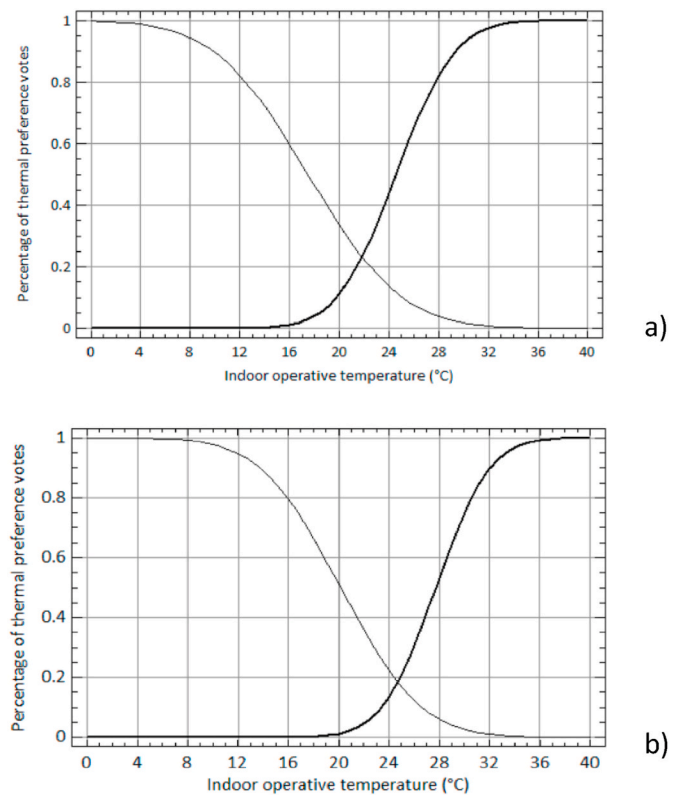 Percentage of thermal preference votes
1
0.8
0.6
0.4
0.2
0
0 4 8 12 16 20 24 28 32 36 40
Indoor operative temperature (°C)
a)
Percentage of thermal preference votes
1
0.8
0.6
0.4
0.2
0
0 4 8 12 16 20 24 28 32 36 40
Indoor operative temperature (°C)
b)